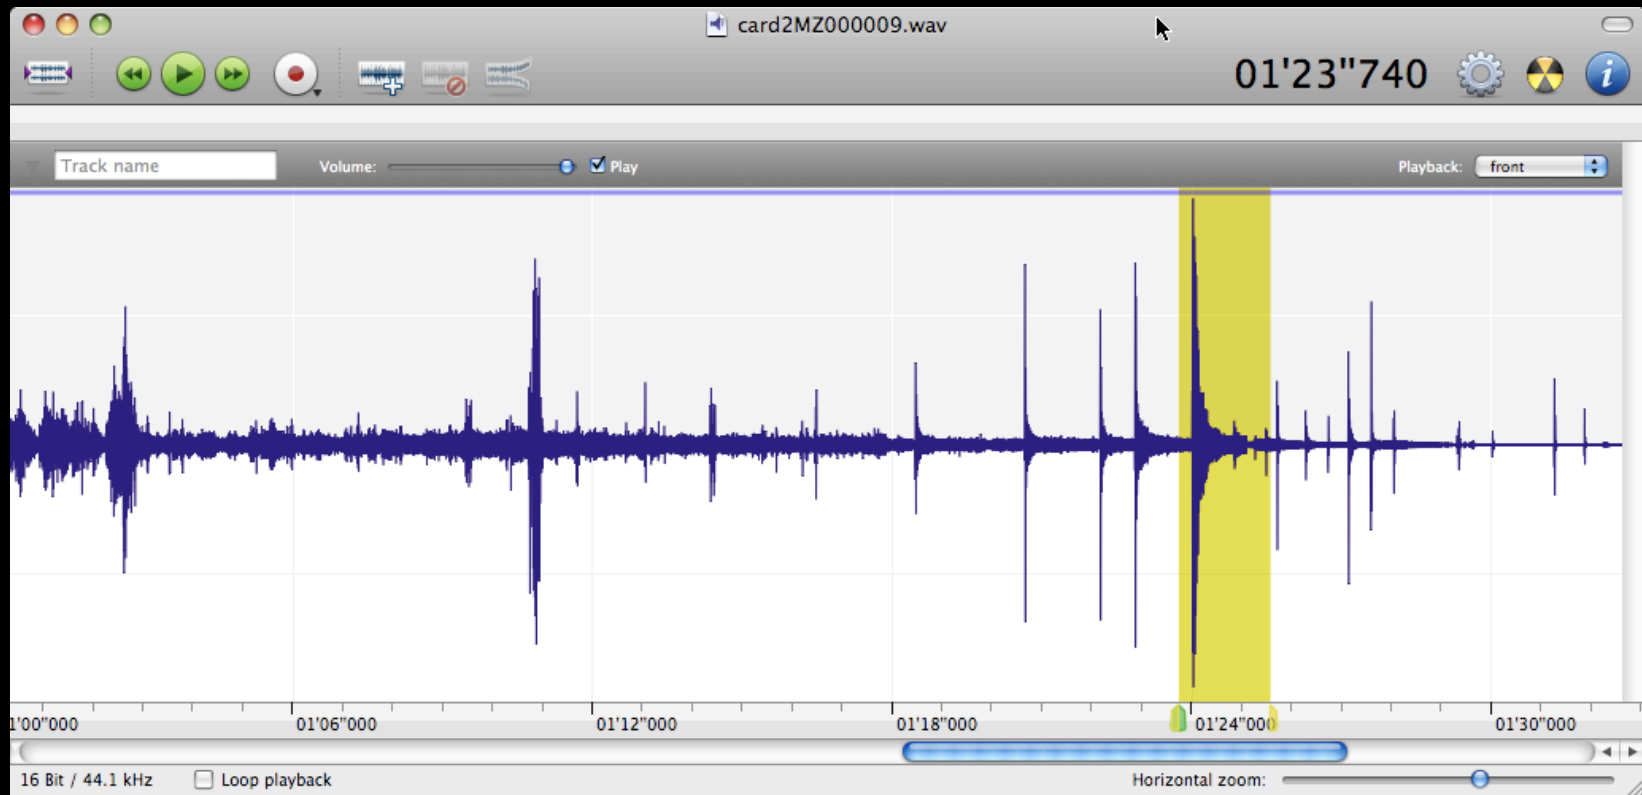 card2MZ000009.wav
01'23"740
Track name
Volume:
Play
Playback:
front
1'00"000
01'06"000
01'12"000
01'18"000
01'24"000
01'30"000
16 Bit / 44.1 kHz
Loop playback
Horizontal zoom: